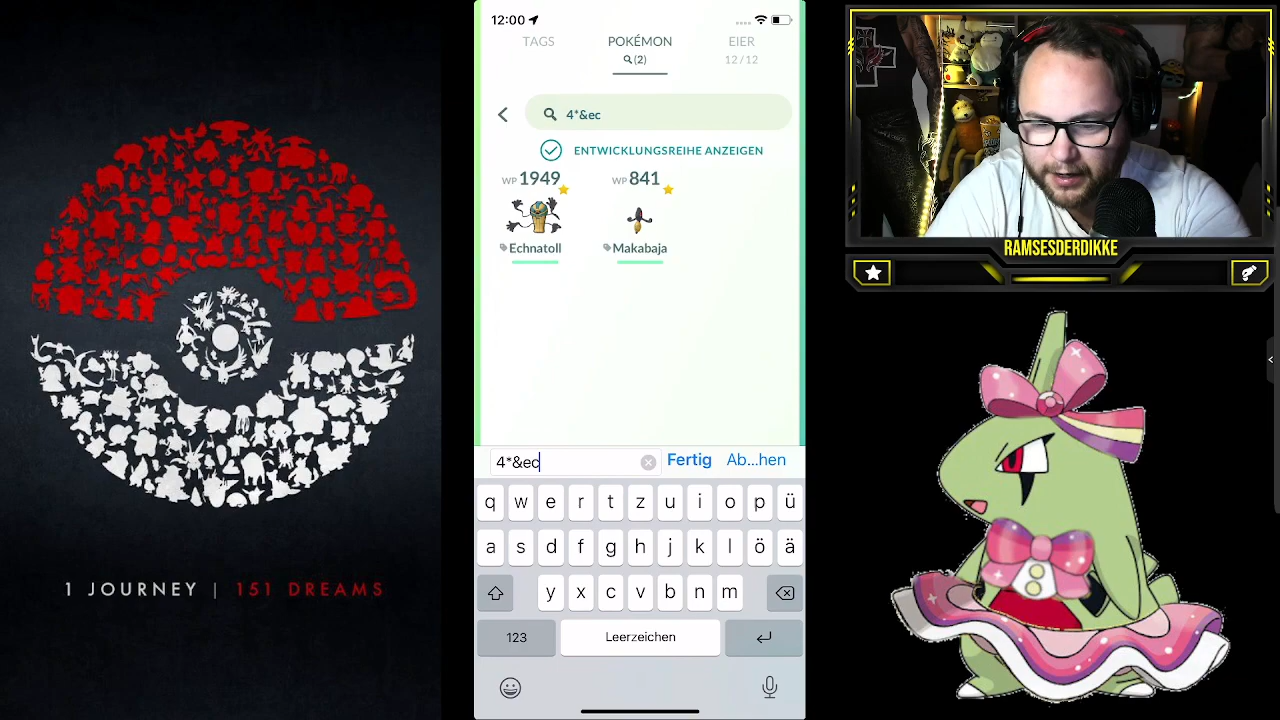 12:00
TAGS
POKÉMON
EIER
(2)
12 / 12
4*&ec
ENTWICKLUNGSREIHE ANZEIGEN
WP 1949
WP 841
Echnatoll
Makabaja
4*&ec
Fertig
Ab...hen
q w e r t z u i o p ü
a s d f g h j k l ö ä
y x c v b n m
123
Leerzeichen
1 JOURNEY | 151 DREAMS
RAMSESDERDIKKE